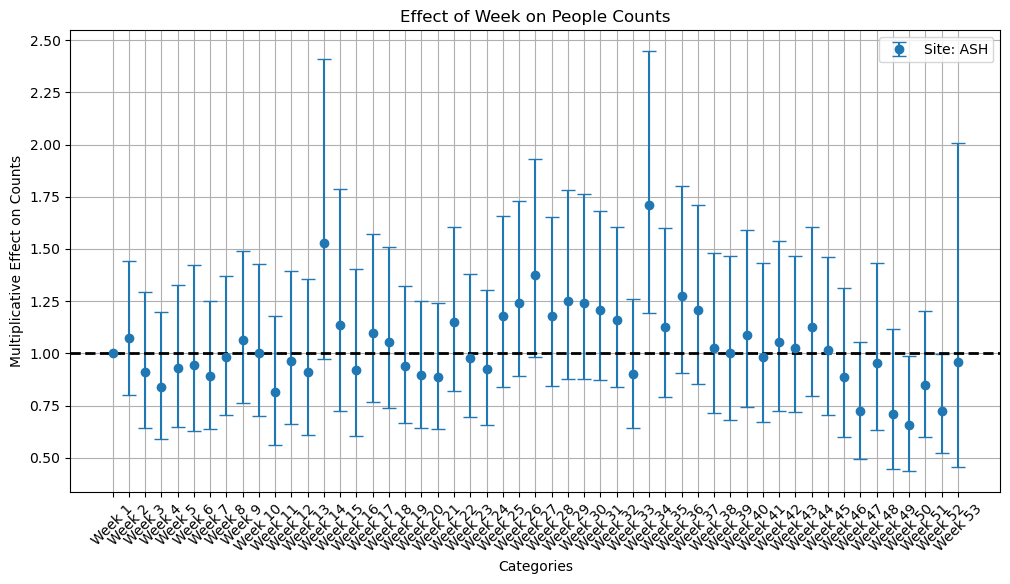 Effect of Week on People Counts
2.50
2.25
2.00
1.75
1.50
1.25
1.00
0.75
0.50
Multiplicative Effect on Counts
Site: ASH
Week 1
Week 2
Week 3
Week 4
Week 5
Week 6
Week 7
Week 8
Week 9
Week 10
Week 11
Week 12
Week 13
Week 14
Week 15
Week 16
Week 17
Week 18
Week 19
Week 20
Week 21
Week 22
Week 23
Week 24
Week 25
Week 26
Week 27
Week 28
Week 29
Week 30
Week 31
Week 32
Week 33
Week 34
Week 35
Week 36
Week 37
Week 38
Week 39
Week 40
Week 41
Week 42
Week 43
Week 44
Week 45
Week 46
Week 47
Week 48
Week 49
Week 50
Week 51
Week 52
Week 53
Categories